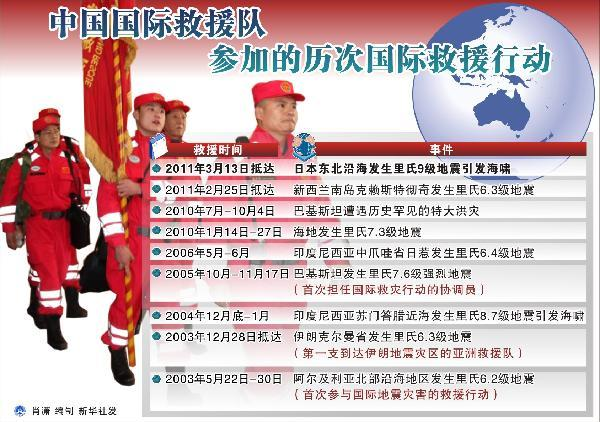 中国国际救援队
参加的历次国际救援行动
救援时间 事件
2011年3月13日抵达 日本东北沿海发生里氏9级地震引发海啸
2011年2月25日抵达 新西兰南岛克赖斯特彻奇发生里氏6.3级地震
2010年7月-10月4日 巴基斯坦遭遇历史罕见的特大洪灾
2010年1月14日-27日 海地发生里氏7.3级地震
2006年5月-6月 印度尼西亚中爪哇省日惹发生里氏6.4级地震
2005年10月-11月17日 巴基斯坦发生里氏7.6级强烈地震
（首次担任国际救灾行动的协调员）
2004年12月底-1月 印度尼西亚苏门答腊近海发生里氏8.7级地震引发海啸
2003年12月28日抵达 伊朗克尔曼省发生里氏6.3级地震
（第一支到达伊朗地震灾区的亚洲救援队）
2003年5月22日-30日 阿尔及利亚北部沿海地区发生里氏6.2级地震
（首次参与国际地震灾害的救援行动）
肖潇 编制 新华社发